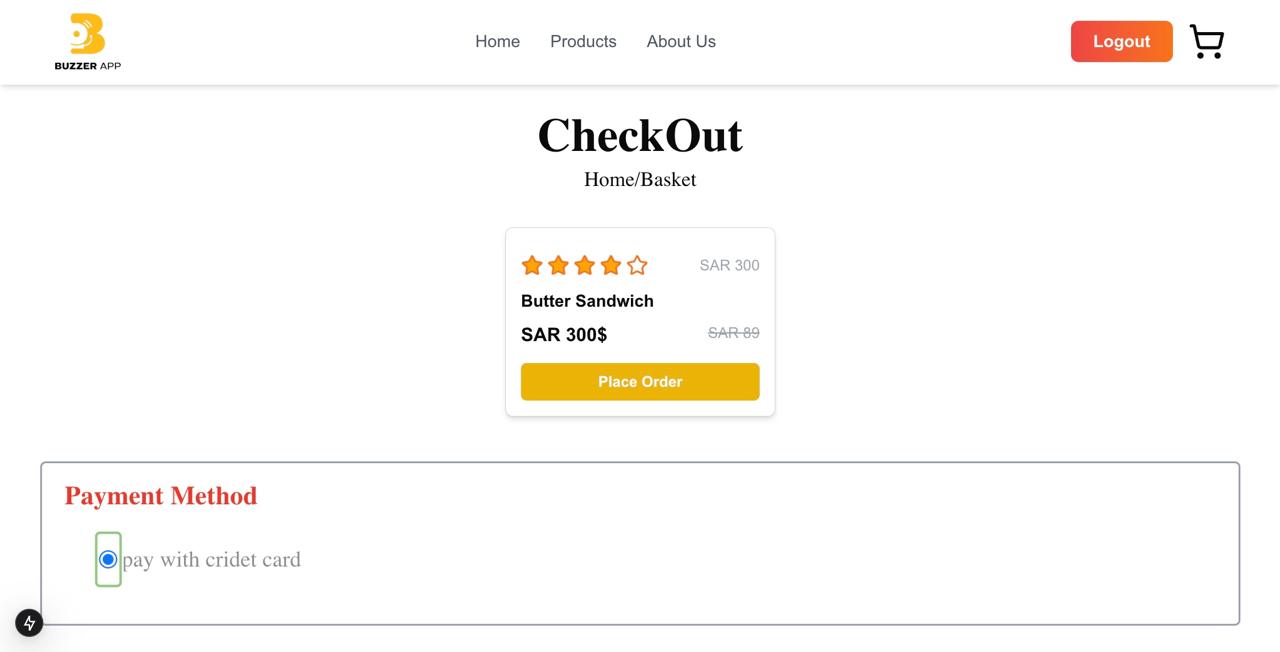 BUZZER APP
Home
Products
About Us
Logout
CheckOut
Home/Basket
SAR 300
Butter Sandwich
SAR 300$
SAR 89
Place Order
Payment Method
pay with cridet card